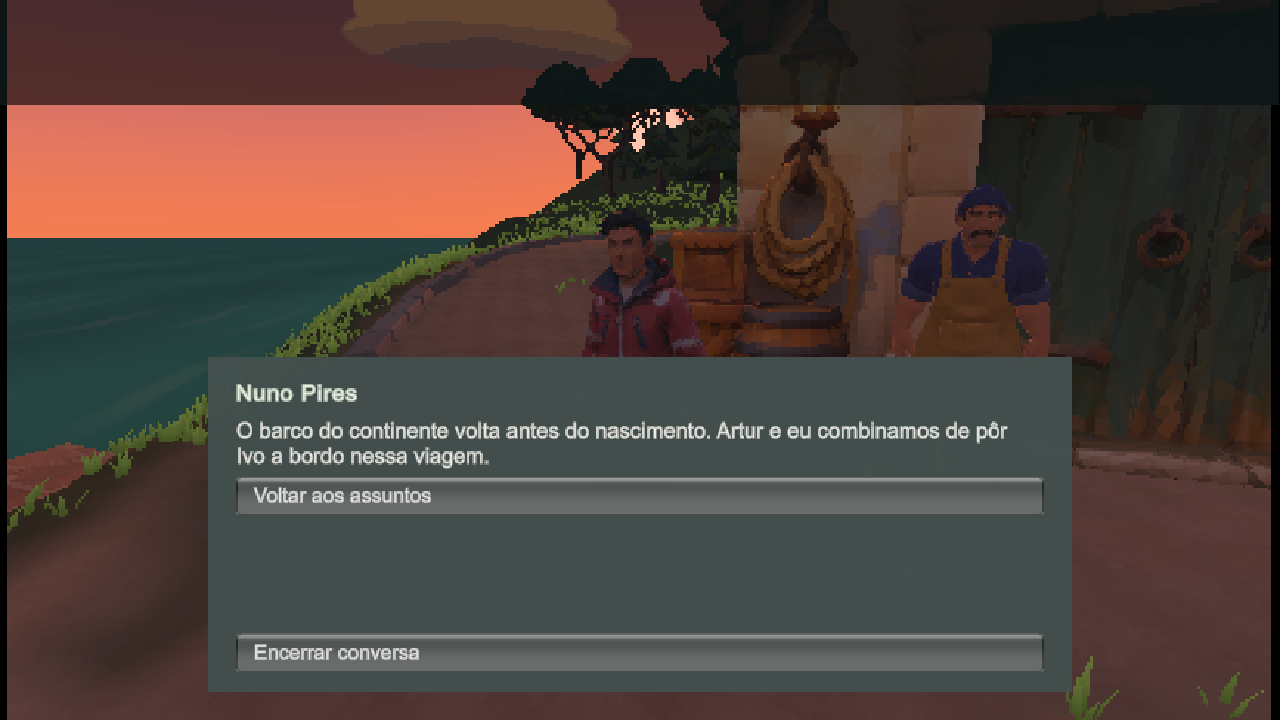 Nuno Pires
O barco do continente volta antes do nascimento. Artur e eu combinamos de pôr
Ivo a bordo nessa viagem.
Voltar aos assuntos
Encerrar conversa